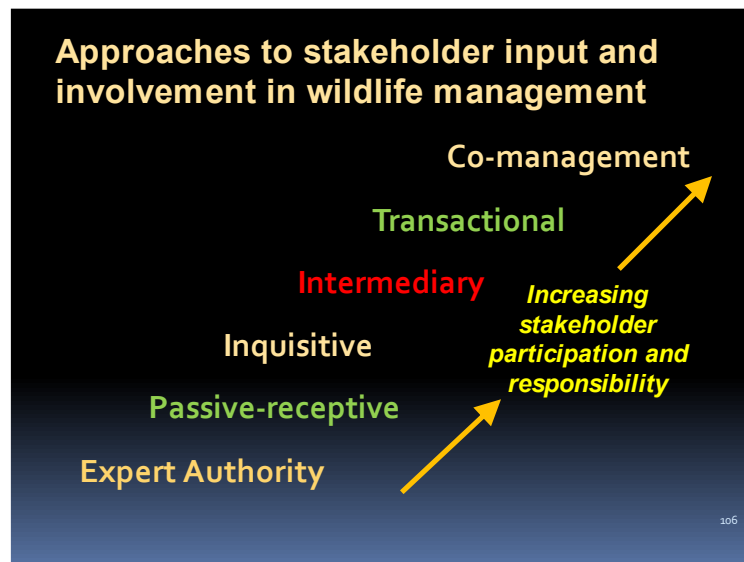 Approaches to stakeholder input and
involvement in wildlife management
Co-management
Transactional
Intermediary
Increasing
stakeholder
participation and
responsibility
Inquisitive
Passive-receptive
Expert Authority
106